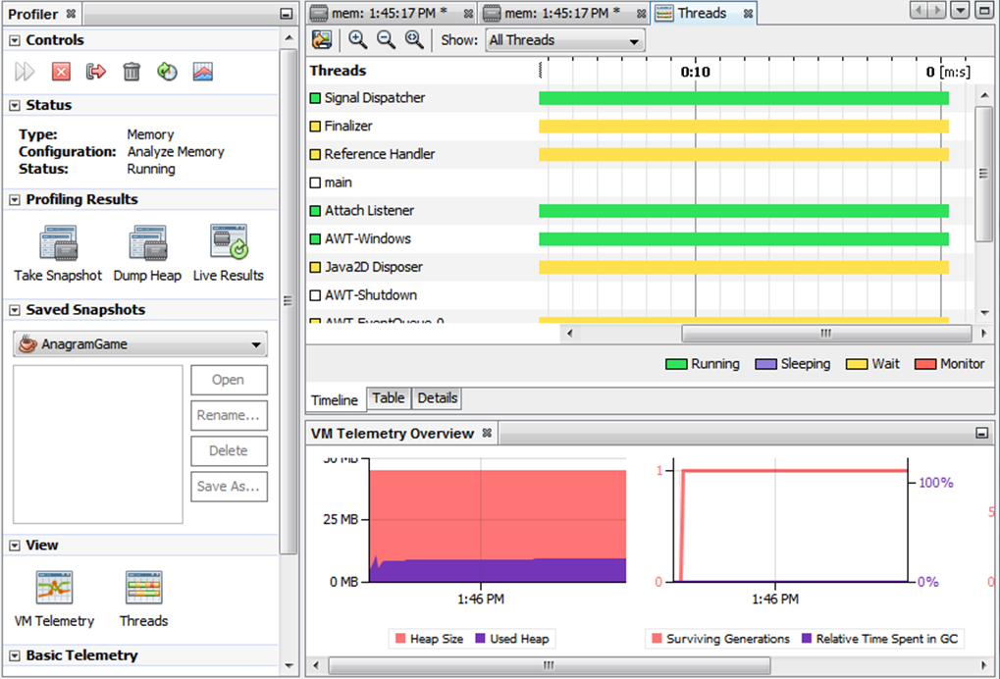 Profiler
Controls
Status
Type: Memory
Configuration: Analyze Memory
Status: Running
Profiling Results
Take Snapshot Dump Heap Live Results
Saved Snapshots
AnagramGame
Open
Rename...
Delete
Save As...
View
VM Telemetry Threads
Basic Telemetry
mem: 1:45:17 PM * mem: 1:45:17 PM * Threads
Show: All Threads
Threads 0:10 0 [m:s]
Signal Dispatcher
Finalizer
Reference Handler
main
Attach Listener
AWT-Windows
Java2D Disposer
AWT-Shutdown
AWT-EventQueue-0
Running Sleeping Wait Monitor
Timeline Table Details
VM Telemetry Overview
50 MB
25 MB
0 MB
1:46 PM
Heap Size Used Heap
1 100% 5
0 0% 0
1:46 PM
Surviving Generations Relative Time Spent in GC